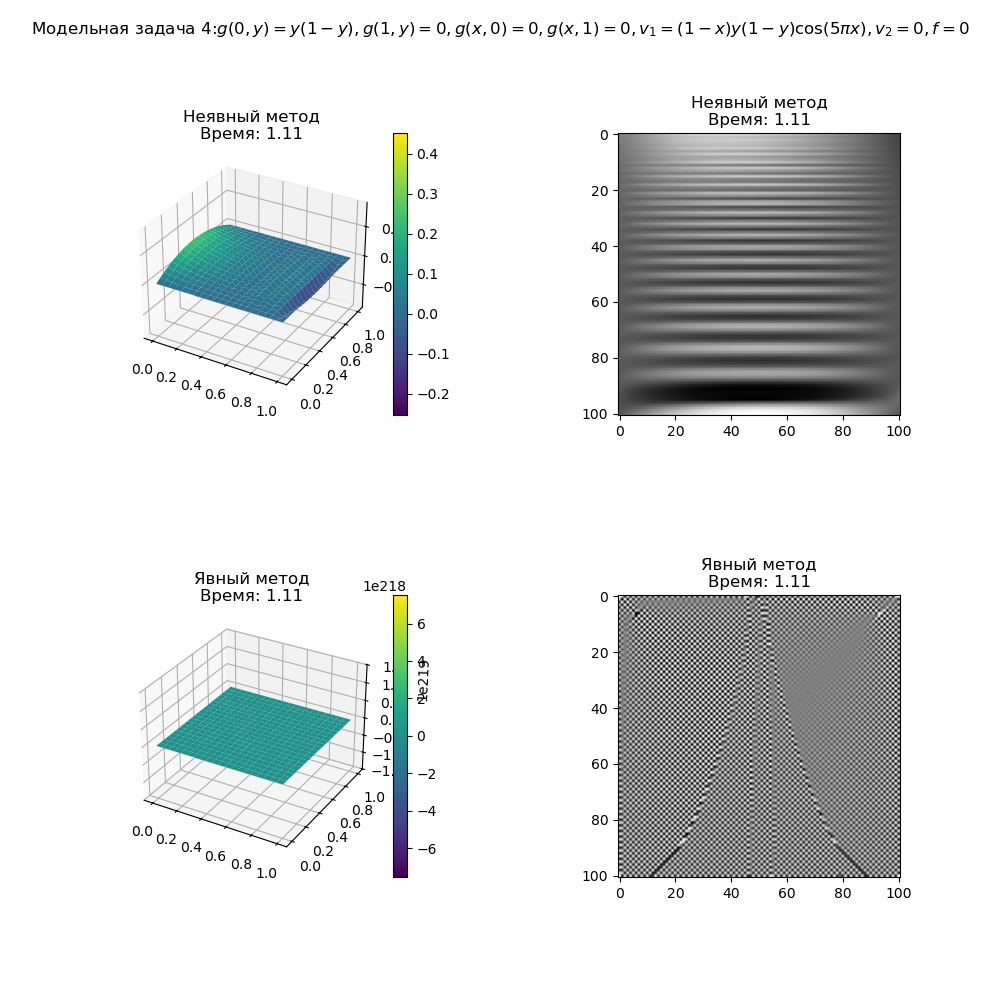 Модельная задача 4:g(0, y) = y(1 − y), g(1, y) = 0, g(x, 0) = 0, g(x, 1) = 0, v₁ = (1 − x)y(1 − y)cos(5πx), v₂ = 0, f = 0
Неявный метод
Время: 1.11
0.4
0.3
0.2
0.1
0.0
−0.1
−0.2
0.0 0.2 0.4 0.6 0.8 1.0
0.0 0.2 0.4 0.6 0.8 1.0
Неявный метод
Время: 1.11
0
20
40
60
80
100
0 20 40 60 80 100
Явный метод
Время: 1.11
1e218
6
4
2
0
−2
−4
−6
1e219
0.0 0.2 0.4 0.6 0.8 1.0
0.0 0.2 0.4 0.6 0.8 1.0
Явный метод
Время: 1.11
0
20
40
60
80
100
0 20 40 60 80 100